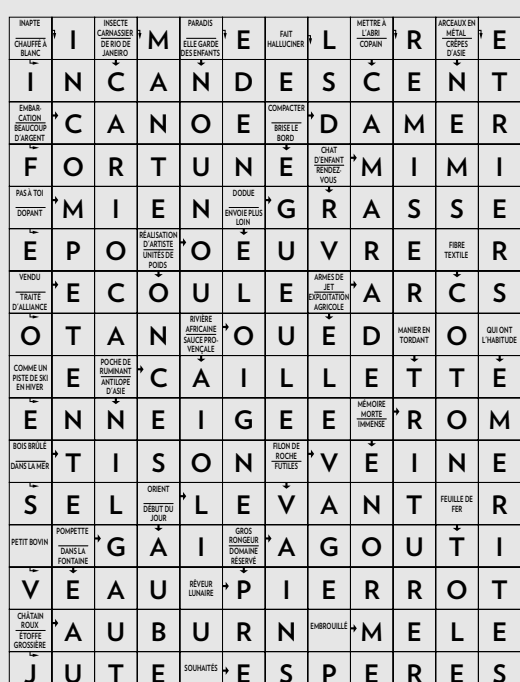 INAPTE
CHAUFFÉ À
BLANC
I
INSECTE
CARNASSIER
DE RIO DE
JANEIRO
M
PARADIS
ELLE GARDE
DES ENFANTS
E
FAIT
HALLUCINER
L
METTRE À
L'ABRI
COPAIN
R
ARCEAUX EN
MÉTAL
CRÊPES
D'ASIE
E
I N C A N D E S C E N T
EMBAR-
CATION
BEAUCOUP
D'ARGENT
C A N O E
COMPACTER
BRISE LE
BORD
D A M E R
F O R T U N E
CHAT
D'ENFANT
RENDEZ-
VOUS
M I M I
PAS À TOI
DOPANT
M I E N
DODUE
ENVOIE PLUS
LOIN
G R A S S E
E P O
RÉALISATION
D'ARTISTE
UNITÉS DE
POIDS
O E U V R E
FIBRE
TEXTILE
R
VENDU
TRAITÉ
D'ALLIANCE
E C O U L E
ARMES DE
JET
EXPLOITATION
AGRICOLE
A R C S
O T A N
RIVIÈRE
AFRICAINE
SAUCE PRO-
VENÇALE
O U E D
MANIER EN
TORDANT
O
QUI ONT
L'HABITUDE
COMME UN
PISTE DE SKI
EN HIVER
E
POCHE DE
RUMINANT
ANTILOPE
D'ASIE
C A I L L E T T E
E N N E I G E E
MÉMOIRE
MORTE
IMMENSE
R O M
BOIS BRÛLÉ
DANS LA MER
T I S O N
FILON DE
ROCHE
FUTILES
V E I N E
S E L
ORIENT
DÉBUT DU
JOUR
L E V A N T
FEUILLE DE
FER
R
PETIT BOVIN
POMPETTE
DANS LA
FONTAINE
G A I
GROS
RONGEUR
DOMAINE
RÉSERVÉ
A G O U T I
V E A U
RÊVEUR
LUNAIRE
P I E R R O T
CHÂTAIN
ROUX
ÉTOFFE
GROSSIÈRE
A U B U R N
EMBROUILLÉ
M E L E
J U T E
SOUHAITÉS
E S P E R E S